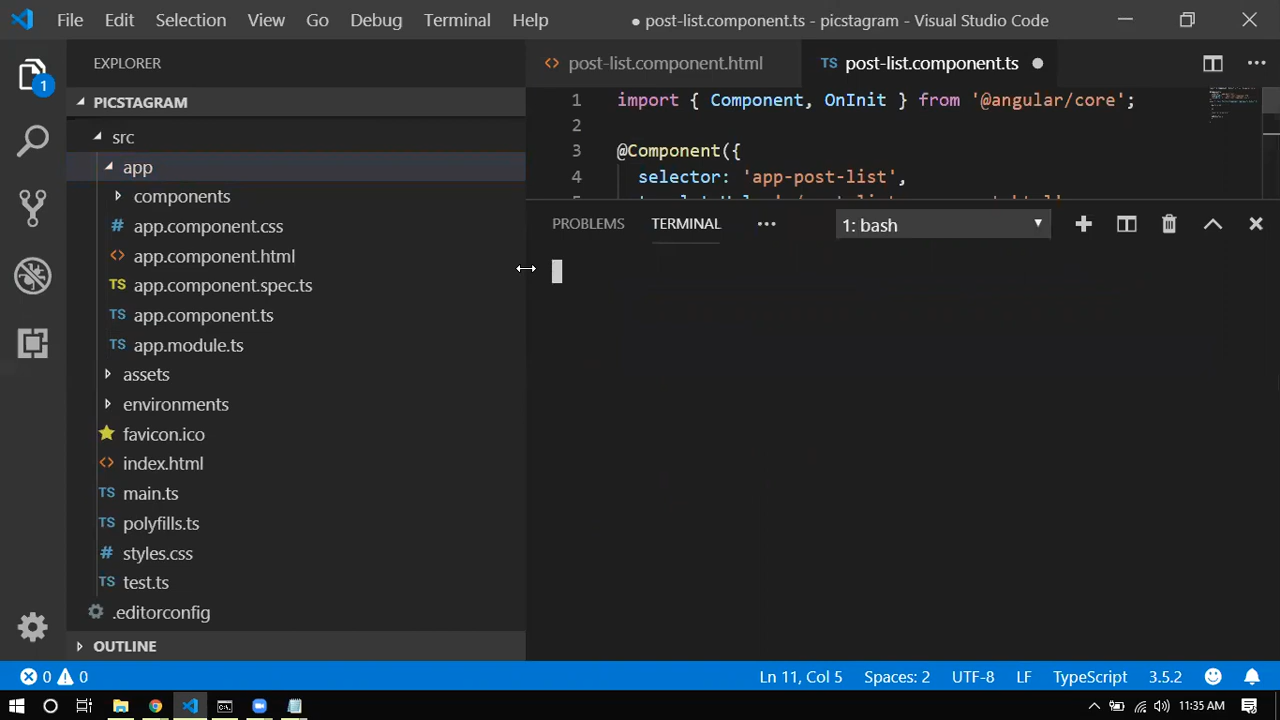 File Edit Selection View Go Debug Terminal Help ● post-list.component.ts - picstagram - Visual Studio Code
EXPLORER
post-list.component.html
TS post-list.component.ts
1
PICSTAGRAM
src
app
components
# app.component.css
<> app.component.html
TS app.component.spec.ts
TS app.component.ts
TS app.module.ts
assets
environments
favicon.ico
<> index.html
TS main.ts
TS polyfills.ts
# styles.css
TS test.ts
.editorconfig
OUTLINE
1 import { Component, OnInit } from '@angular/core';
2
3 @Component({
4 selector: 'app-post-list',
PROBLEMS TERMINAL ... 1: bash
0 0 Ln 11, Col 5 Spaces: 2 UTF-8 LF TypeScript 3.5.2
11:35 AM